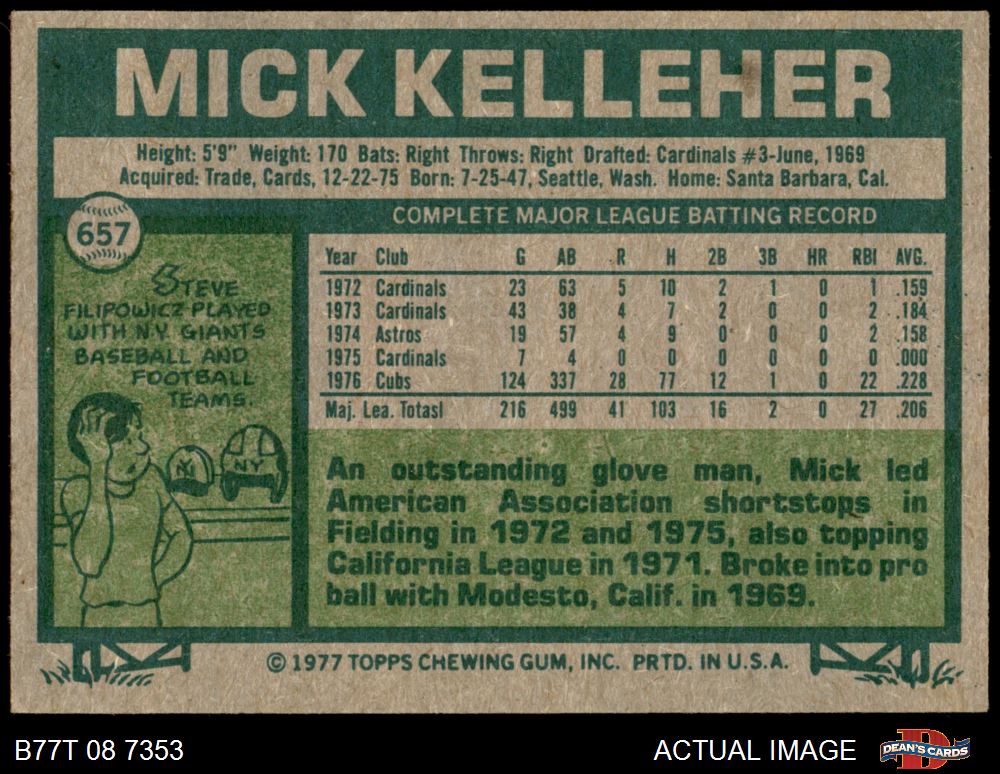 MICK KELLEHER
Height: 5'9" Weight: 170 Bats: Right Throws: Right Drafted: Cardinals #3-June, 1969
Acquired: Trade, Cards, 12-22-75 Born: 7-25-47, Seattle, Wash. Home: Santa Barbara, Cal.
657
STEVE
FILIPOWICZ PLAYED
WITH N.Y. GIANTS
BASEBALL AND
FOOTBALL
TEAMS.
NY
NY
COMPLETE MAJOR LEAGUE BATTING RECORD
Year Club G AB R H 2B 3B HR RBI AVG.
1972 Cardinals 23 63 5 10 2 1 0 1 .159
1973 Cardinals 43 38 4 7 2 0 0 2 .184
1974 Astros 19 57 4 9 0 0 0 2 .158
1975 Cardinals 7 4 0 0 0 0 0 0 .000
1976 Cubs 124 337 28 77 12 1 0 22 .228
Maj. Lea. Totasl 216 499 41 103 16 2 0 27 .206
An outstanding glove man, Mick led
American Association shortstops in
Fielding in 1972 and 1975, also topping
California League in 1971. Broke into pro
ball with Modesto, Calif. in 1969.
© 1977 TOPPS CHEWING GUM, INC. PRTD. IN U.S.A.
B77T 08 7353
ACTUAL IMAGE
D
DEAN'S CARDS